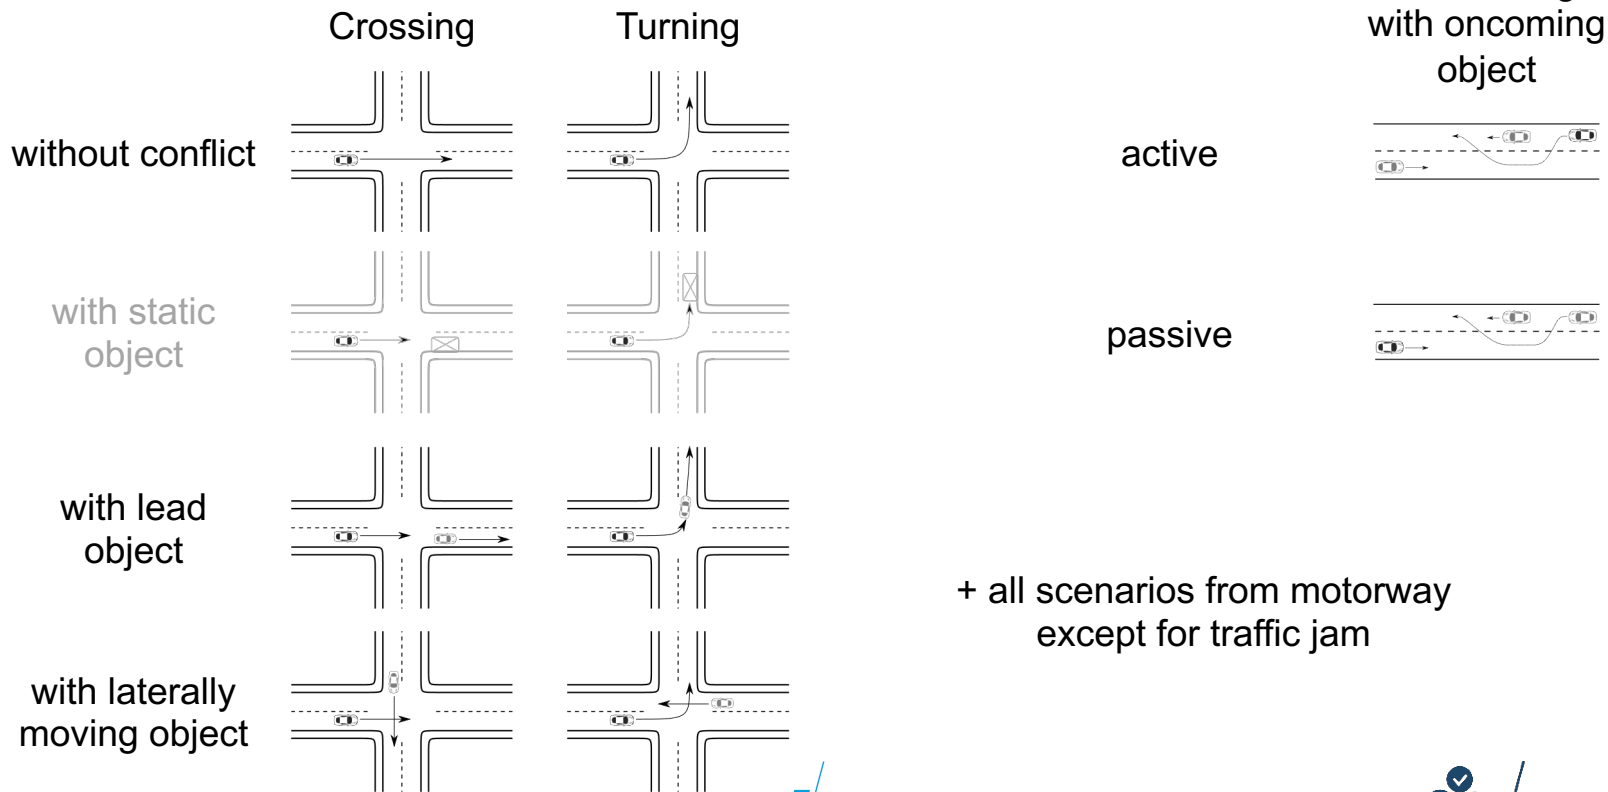 Crossing
Turning
with oncoming
object
without conflict
active
with static
object
passive
with lead
object
+ all scenarios from motorway
except for traffic jam
with laterally
moving object